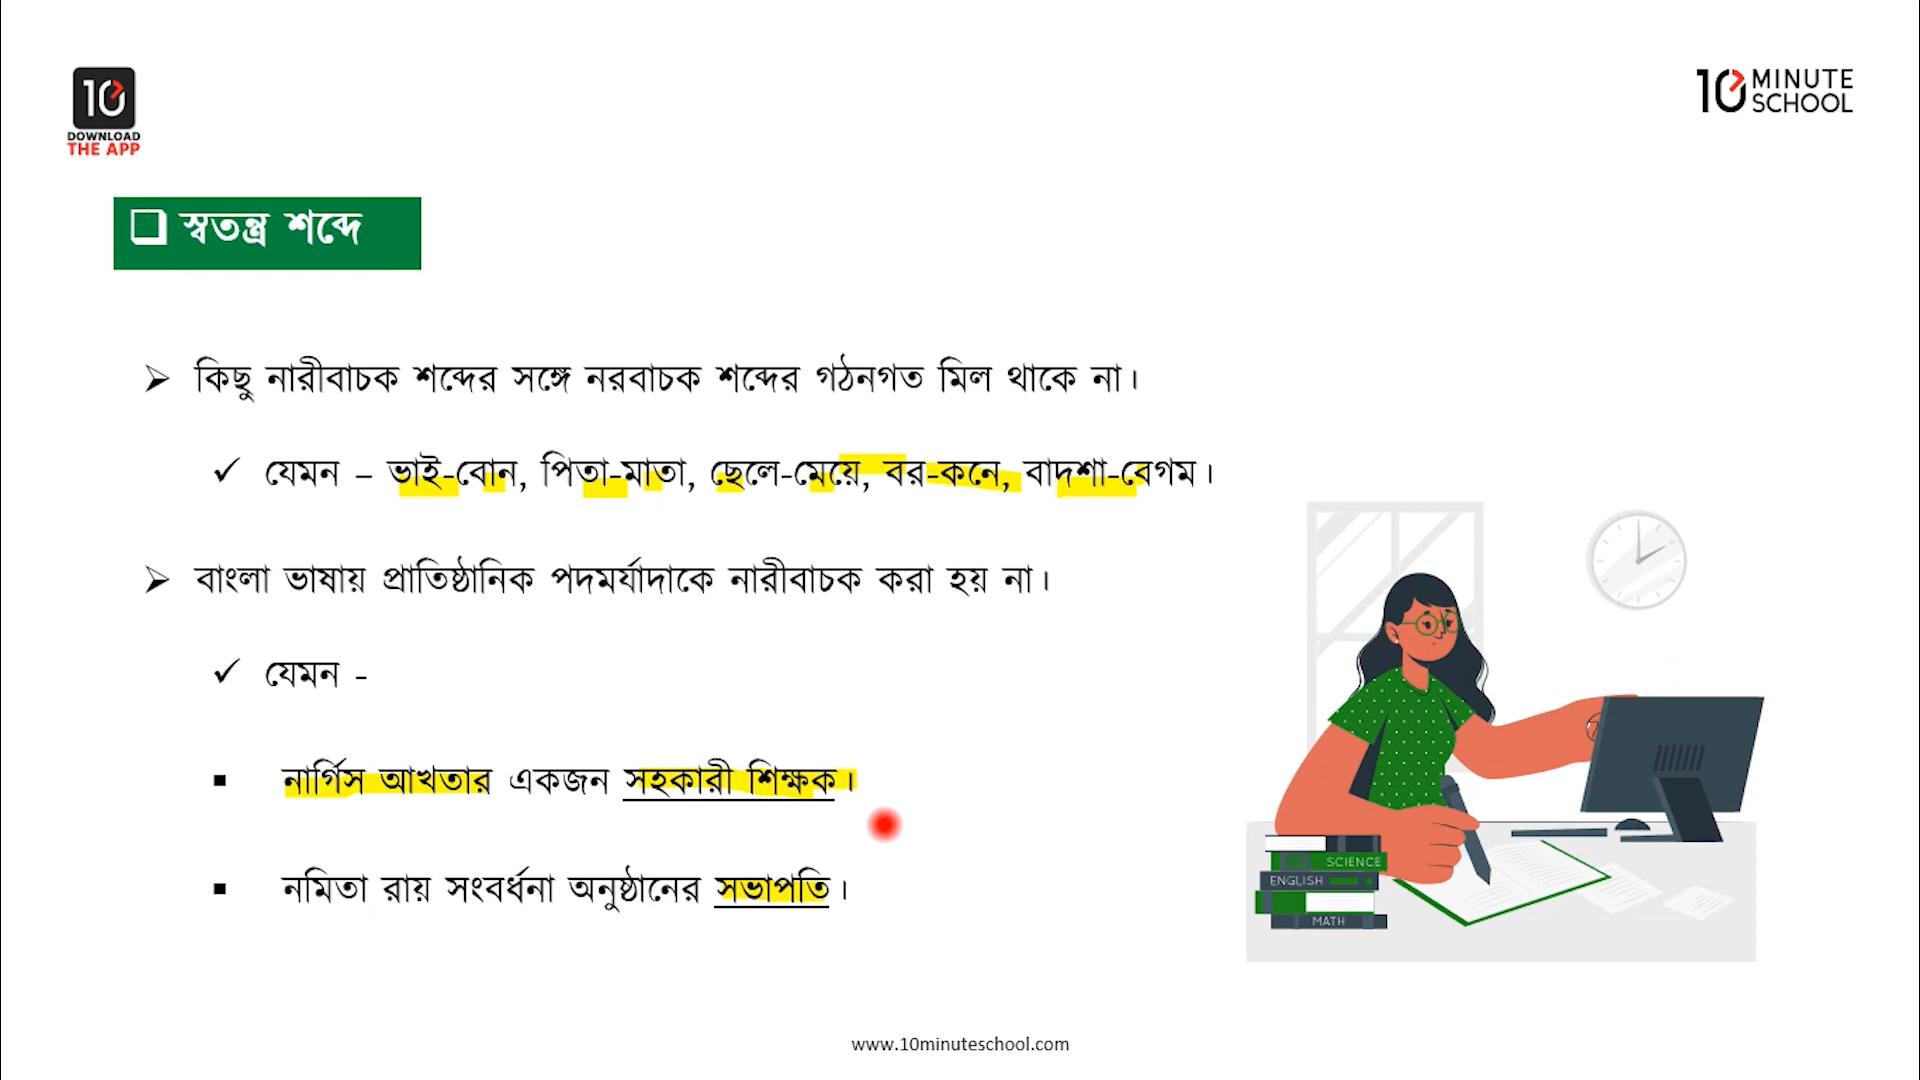 10
DOWNLOAD
THE APP
10 MINUTE
SCHOOL
স্বতন্ত্র শব্দে
কিছু নারীবাচক শব্দের সঙ্গে নরবাচক শব্দের গঠনগত মিল থাকে না।
যেমন – ভাই-বোন, পিতা-মাতা, ছেলে-মেয়ে, বর-কনে, বাদশা-বেগম।
বাংলা ভাষায় প্রাতিষ্ঠানিক পদমর্যাদাকে নারীবাচক করা হয় না।
যেমন -
নার্গিস আখতার একজন সহকারী শিক্ষক।
নমিতা রায় সংবর্ধনা অনুষ্ঠানের সভাপতি।
SCIENCE
ENGLISH
MATH
www.10minuteschool.com